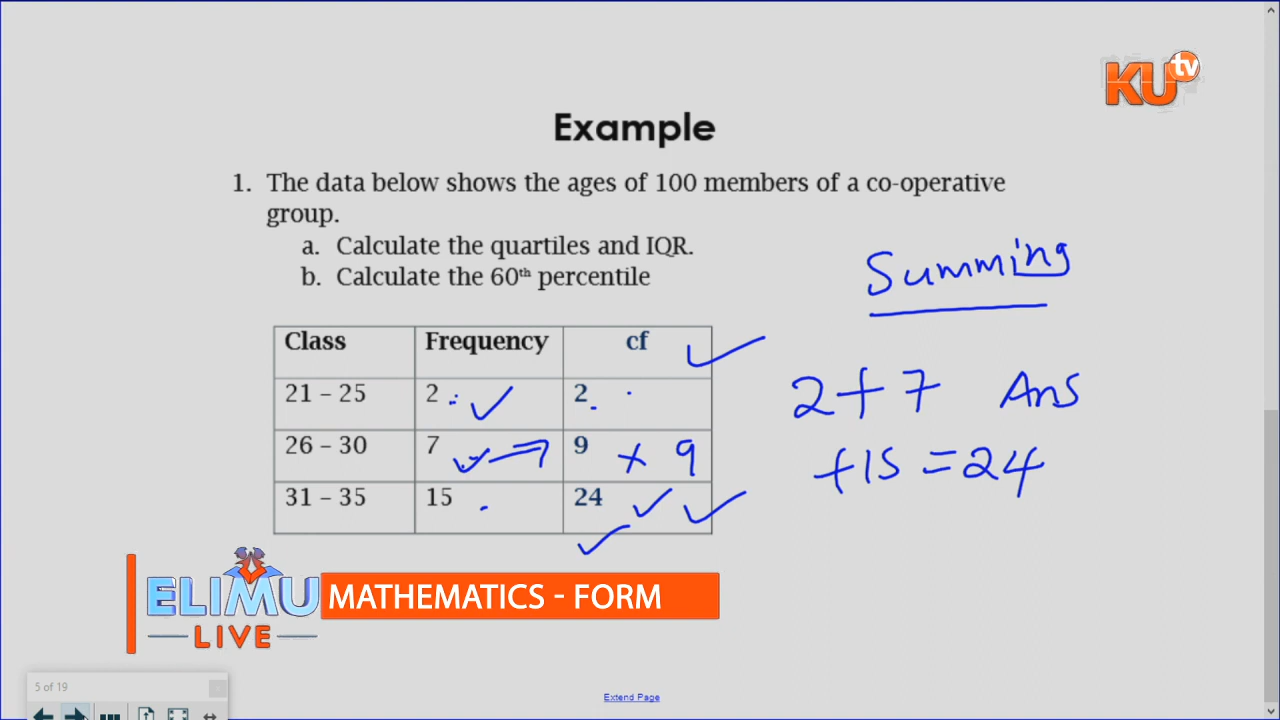 KU tv
Example
1. The data below shows the ages of 100 members of a co-operative
group.
a. Calculate the quartiles and IQR.
b. Calculate the 60th percentile
Summing
Class Frequency cf
21 – 25 2 2
26 – 30 7 9 9
31 – 35 15 24
2+7 Ans
+15 =24
ELIMU
LIVE
MATHEMATICS - FORM
5 of 19
Extend Page